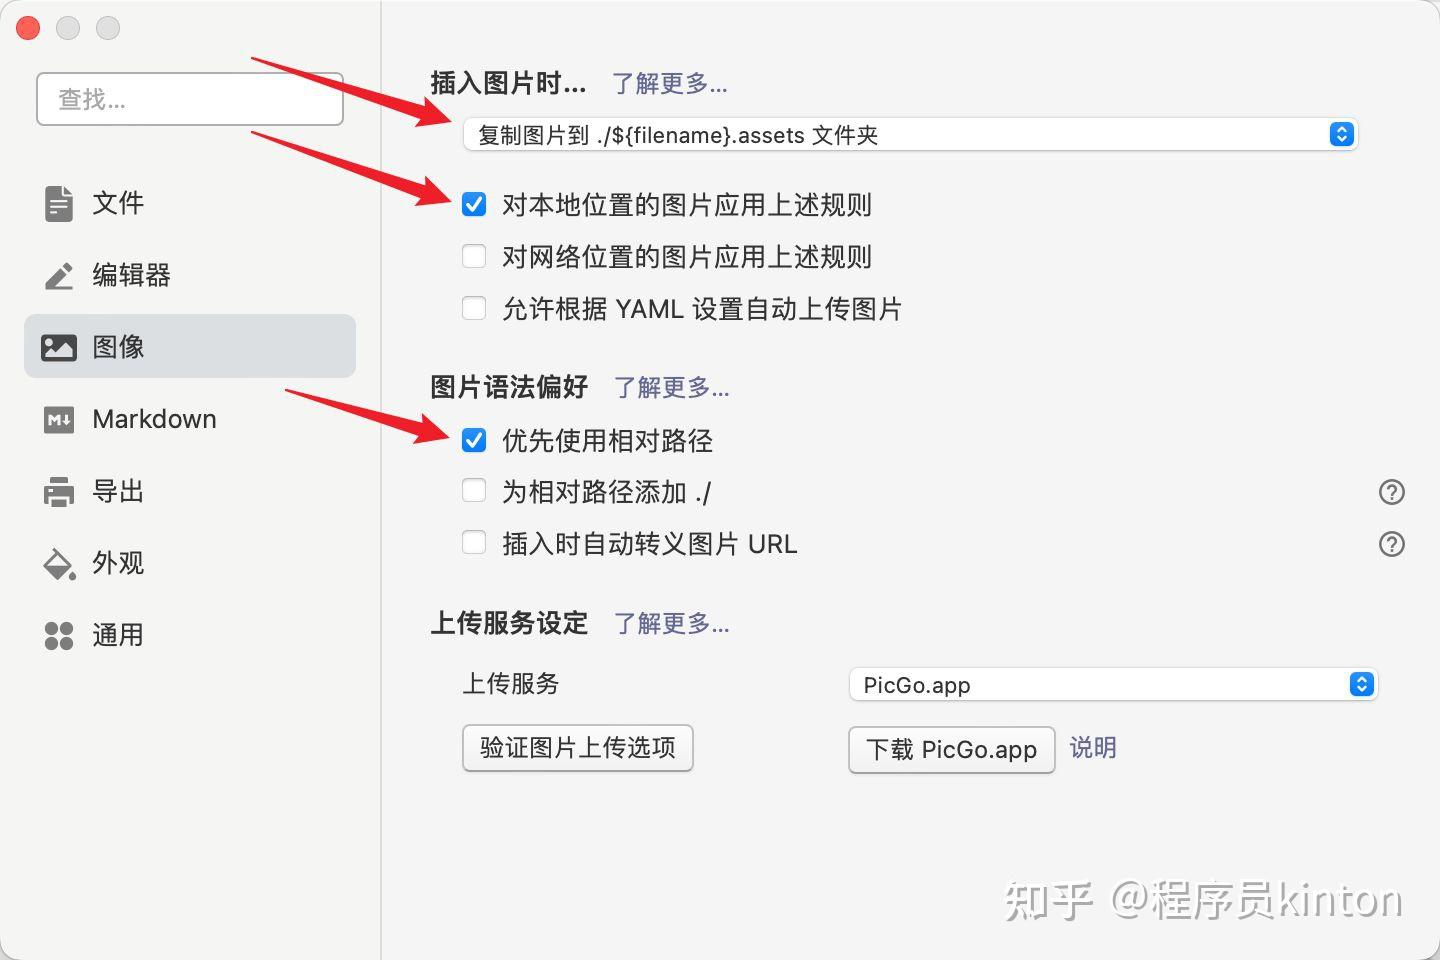 查找...
文件
编辑器
图像
Markdown
导出
外观
通用
插入图片时... 了解更多...
复制图片到 ./${filename}.assets 文件夹
对本地位置的图片应用上述规则
对网络位置的图片应用上述规则
允许根据 YAML 设置自动上传图片
图片语法偏好 了解更多...
优先使用相对路径
为相对路径添加 ./
插入时自动转义图片 URL
上传服务设定 了解更多...
上传服务 PicGo.app
验证图片上传选项 下载 PicGo.app 说明
知乎 @程序员kinton